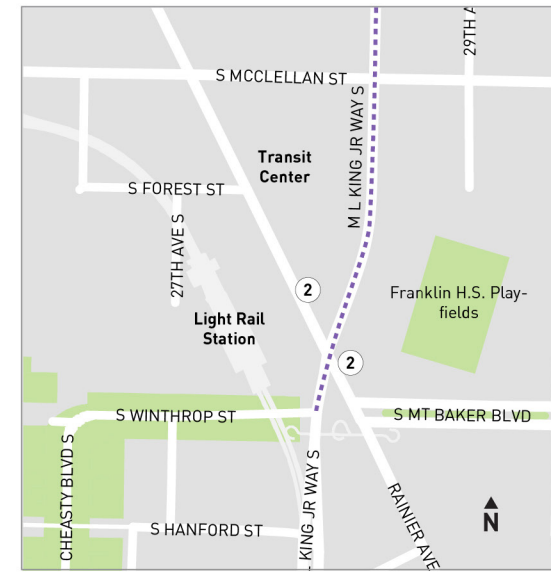 29TH A
S MCCLELLAN ST
M L KING JR WAY S
Transit
Center
S FOREST ST
27TH AVE S
2
Franklin H.S. Play-
fields
Light Rail
Station
2
S WINTHROP ST
S MT BAKER BLVD
CHEASTY BLVD S
L KING JR WAY S
RAINIER AVE
S HANFORD ST
N